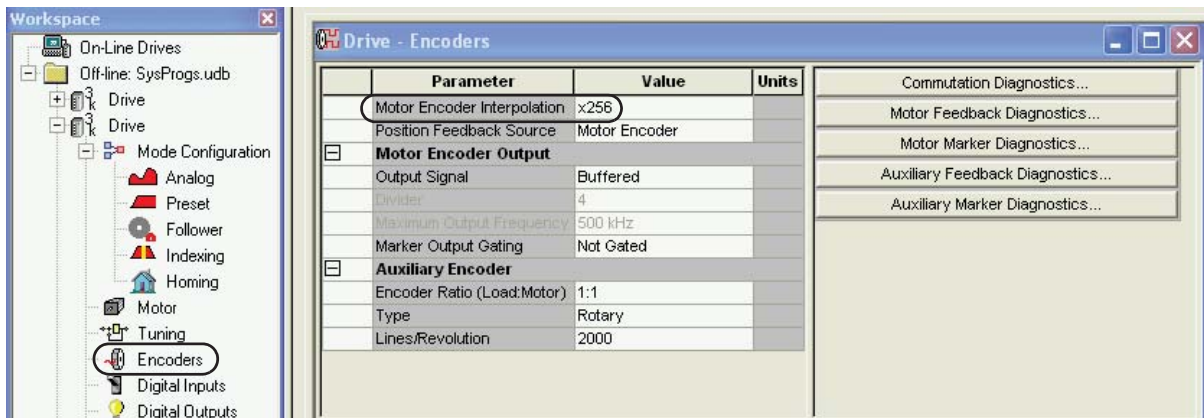 Workspace
On-Line Drives
Off-line: SysProgs.udb
3k Drive
3k Drive
Mode Configuration
Analog
Preset
Follower
Indexing
Homing
Motor
Tuning
Encoders
Digital Inputs
Digital Outputs
Drive - Encoders
Parameter Value Units
Motor Encoder Interpolation x256
Position Feedback Source Motor Encoder
Motor Encoder Output
Output Signal Buffered
Divider 4
Maximum Output Frequency 500 kHz
Marker Output Gating Not Gated
Auxiliary Encoder
Encoder Ratio (Load:Motor) 1:1
Type Rotary
Lines/Revolution 2000
Commutation Diagnostics...
Motor Feedback Diagnostics...
Motor Marker Diagnostics...
Auxiliary Feedback Diagnostics...
Auxiliary Marker Diagnostics...